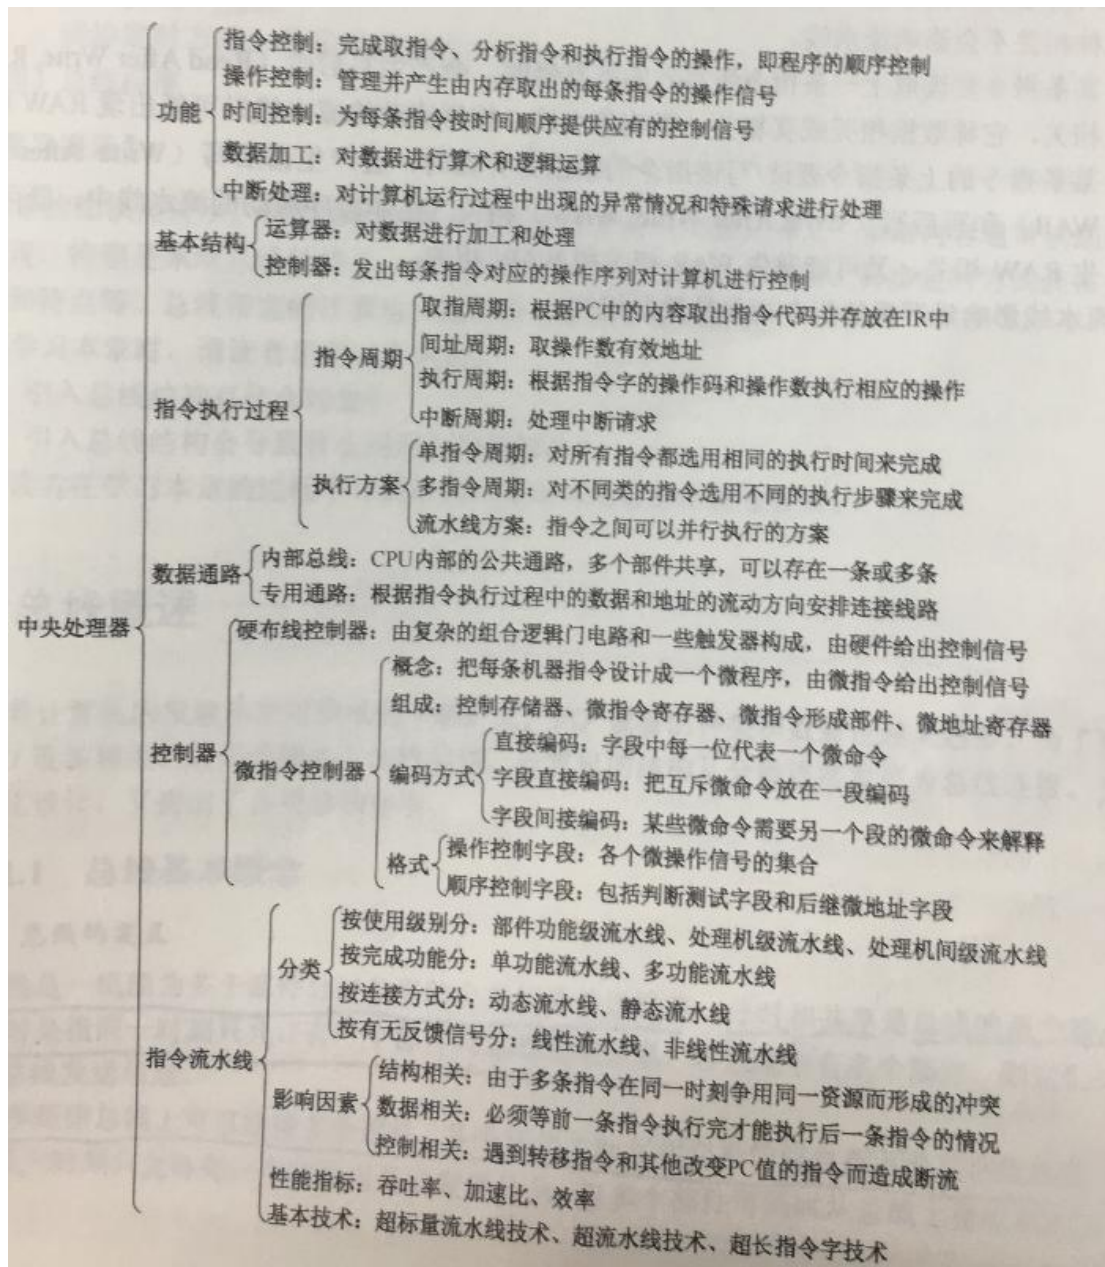 功能
指令控制：完成取指令、分析指令和执行指令的操作，即程序的顺序控制
操作控制：管理并产生由内存取出的每条指令的操作信号
时间控制：为每条指令按时间顺序提供应有的控制信号
数据加工：对数据进行算术和逻辑运算
中断处理：对计算机运行过程中出现的异常情况和特殊请求进行处理
基本结构
运算器：对数据进行加工和处理
控制器：发出每条指令对应的操作序列对计算机进行控制
指令执行过程
指令周期
取指周期：根据PC中的内容取出指令代码并存放在IR中
间址周期：取操作数有效地址
执行周期：根据指令字的操作码和操作数执行相应的操作
中断周期：处理中断请求
执行方案
单指令周期：对所有指令都选用相同的执行时间来完成
多指令周期：对不同类的指令选用不同的执行步骤来完成
流水线方案：指令之间可以并行执行的方案
数据通路
内部总线：CPU内部的公共通路，多个部件共享，可以存在一条或多条
专用通路：根据指令执行过程中的数据和地址的流动方向安排连接线路
中央处理器
控制器
硬布线控制器：由复杂的组合逻辑门电路和一些触发器构成，由硬件给出控制信号
微指令控制器
概念：把每条机器指令设计成一个微程序，由微指令给出控制信号
组成：控制存储器、微指令寄存器、微指令形成部件、微地址寄存器
编码方式
直接编码：字段中每一位代表一个微命令
字段直接编码：把互斥微命令放在一段编码
字段间接编码：某些微命令需要另一个段的微命令来解释
格式
操作控制字段：各个微操作信号的集合
顺序控制字段：包括判断测试字段和后继微地址字段
指令流水线
分类
按使用级别分：部件功能级流水线、处理机级流水线、处理机间级流水线
按完成功能分：单功能流水线、多功能流水线
按连接方式分：动态流水线、静态流水线
按有无反馈信号分：线性流水线、非线性流水线
影响因素
结构相关：由于多条指令在同一时刻争用同一资源而形成的冲突
数据相关：必须等前一条指令执行完才能执行后一条指令的情况
控制相关：遇到转移指令和其他改变PC值的指令而造成断流
性能指标：吞吐率、加速比、效率
基本技术：超标量流水线技术、超流水线技术、超长指令字技术